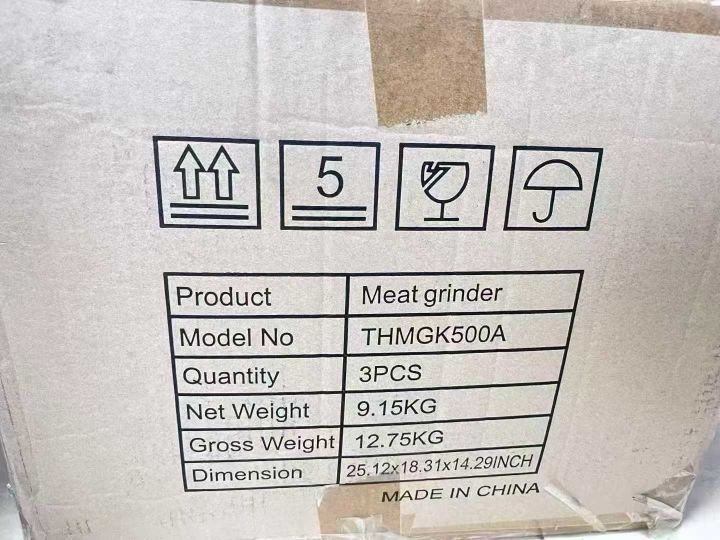 5
Product Meat grinder
Model No THMGK500A
Quantity 3PCS
Net Weight 9.15KG
Gross Weight 12.75KG
Dimension 25.12x18.31x14.29INCH
MADE IN CHINA